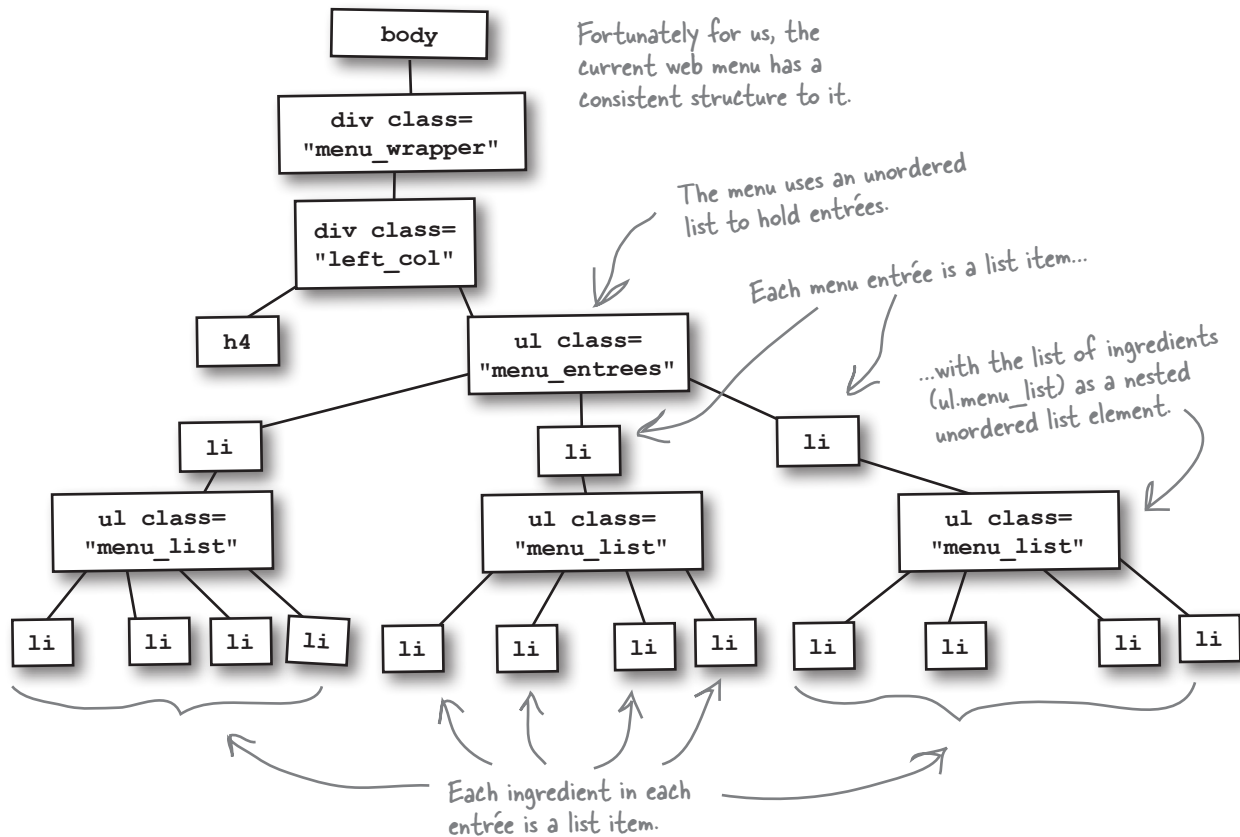 body
Fortunately for us, the
current web menu has a
consistent structure to it.
div class=
"menu_wrapper"
The menu uses an unordered
list to hold entrées.
div class=
"left_col"
Each menu entrée is a list item...
h4
ul class=
"menu_entrees"
...with the list of ingredients
(ul.menu_list) as a nested
unordered list element.
li
li
li
ul class=
"menu_list"
ul class=
"menu_list"
ul class=
"menu_list"
li
li
li
li
li
li
li
li
li
li
li
li
Each ingredient in each
entrée is a list item.